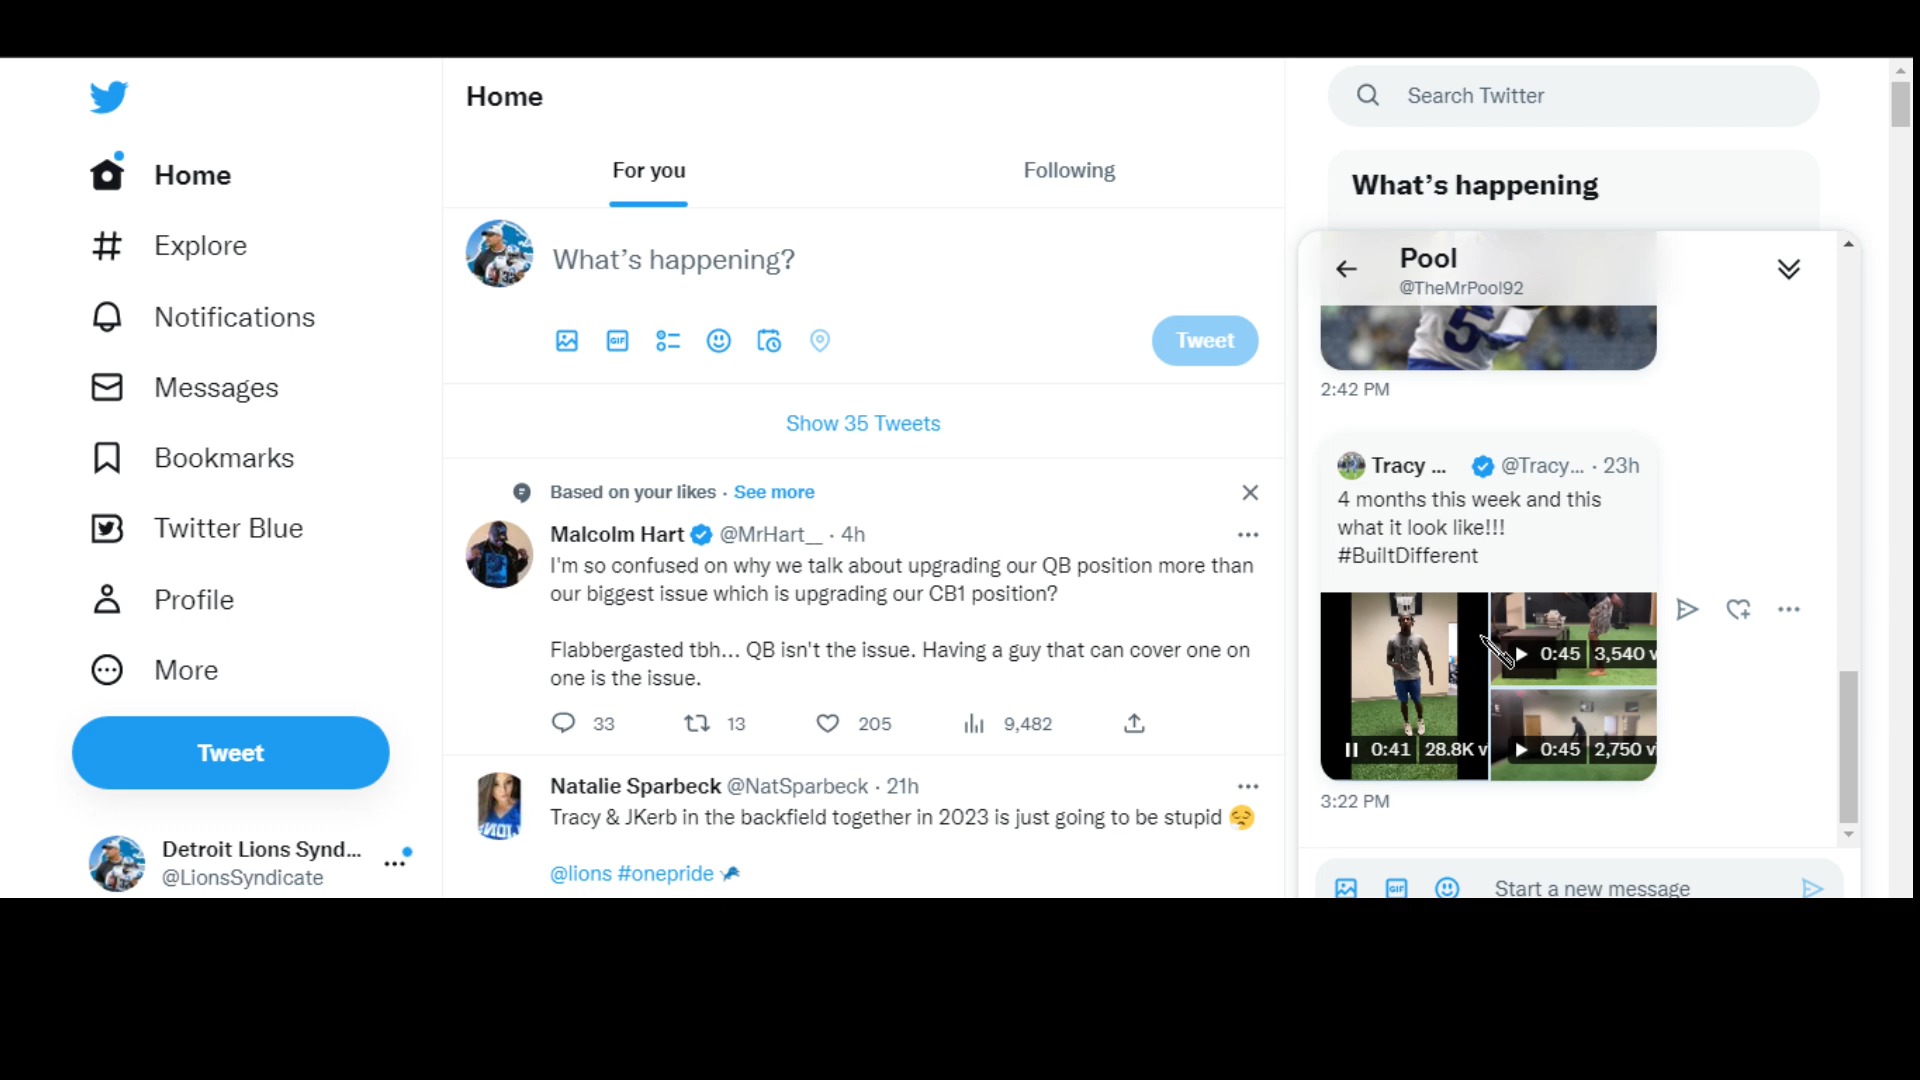 Home
Explore
Notifications
Messages
Bookmarks
Twitter Blue
Profile
More
Tweet
Detroit Lions Synd...
@LionsSyndicate
Home
For you
Following
What's happening?
GIF
Tweet
Show 35 Tweets
Based on your likes · See more
Malcolm Hart @MrHart__ · 4h
I'm so confused on why we talk about upgrading our QB position more than
our biggest issue which is upgrading our CB1 position?
Flabbergasted tbh... QB isn't the issue. Having a guy that can cover one on
one is the issue.
33 13 205 9,482
Natalie Sparbeck @NatSparbeck · 21h
Tracy & JKerb in the backfield together in 2023 is just going to be stupid 😪
@lions #onepride
Search Twitter
What's happening
Pool
@TheMrPool92
5
2:42 PM
Tracy ... @Tracy... · 23h
4 months this week and this
what it look like!!!
#BuiltDifferent
0:45 3,540 v
0:41 28.8K v
0:45 2,750 vi
3:22 PM
GIF
Start a new message